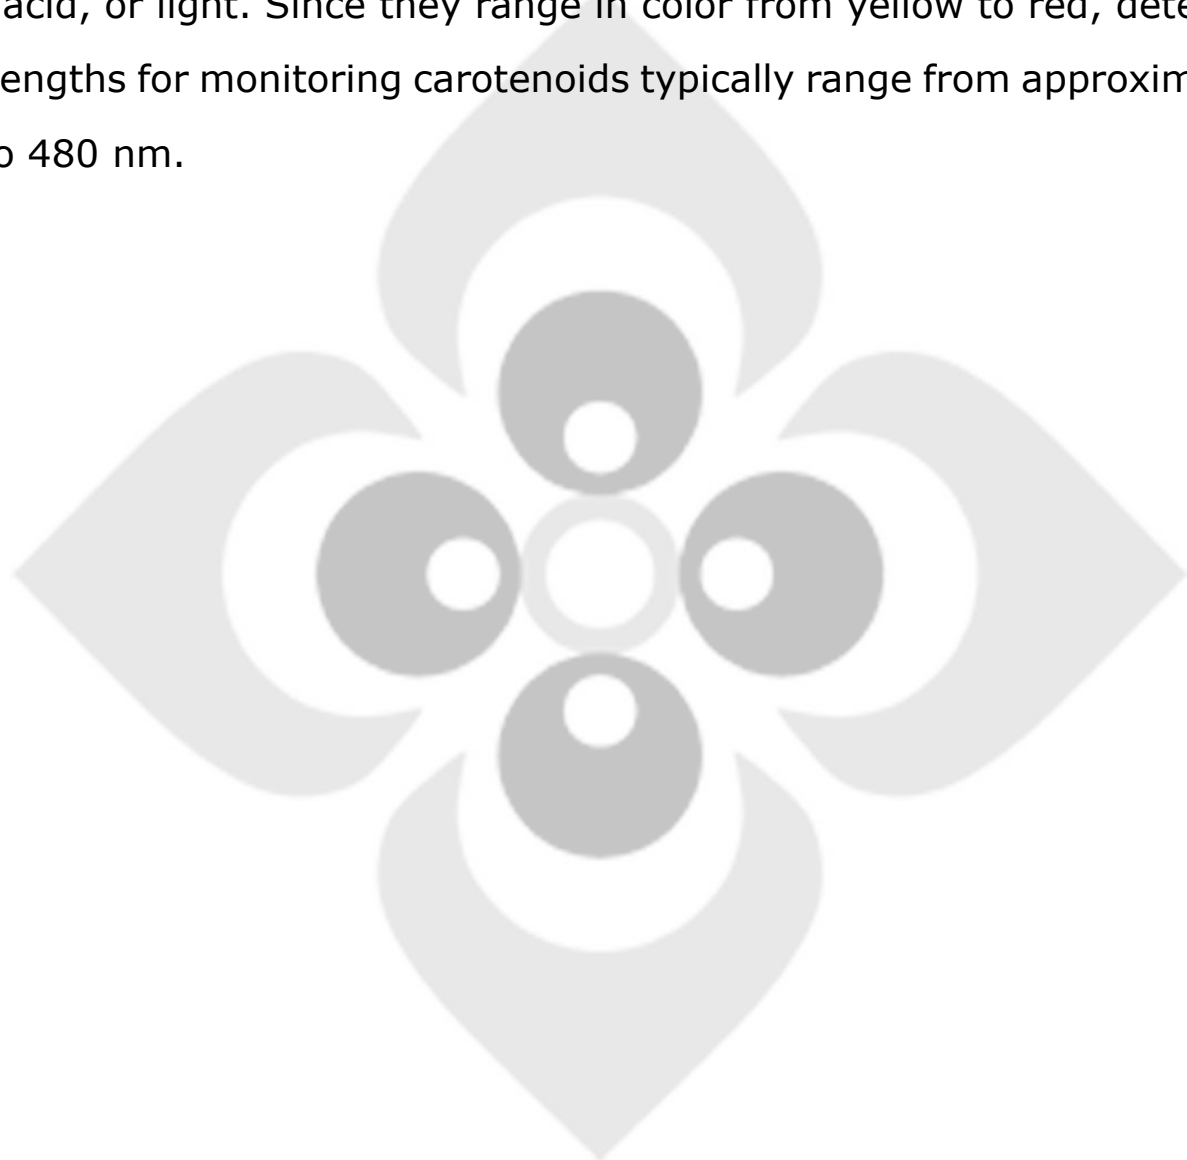 acid, or light. Since they range in color from yellow to red, dete
engths for monitoring carotenoids typically range from approxim
o 480 nm.